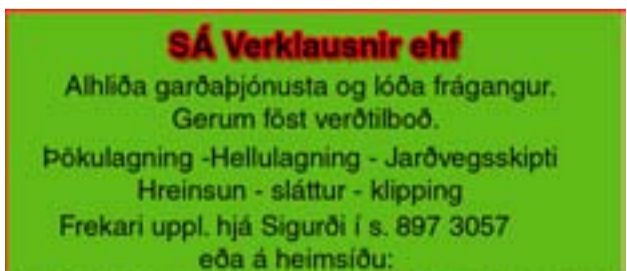 SÁ Verklausnir ehf
Alhliða garðaþjónusta og lóða frágangur.
Gerum föst verðtilboð.
Þökulagning -Hellulagning - Jarðvegsskipti
Hreinsun - sláttur - klipping
Frekari uppl. hjá Sigurði í s. 897 3057
eða á heimsíðu: